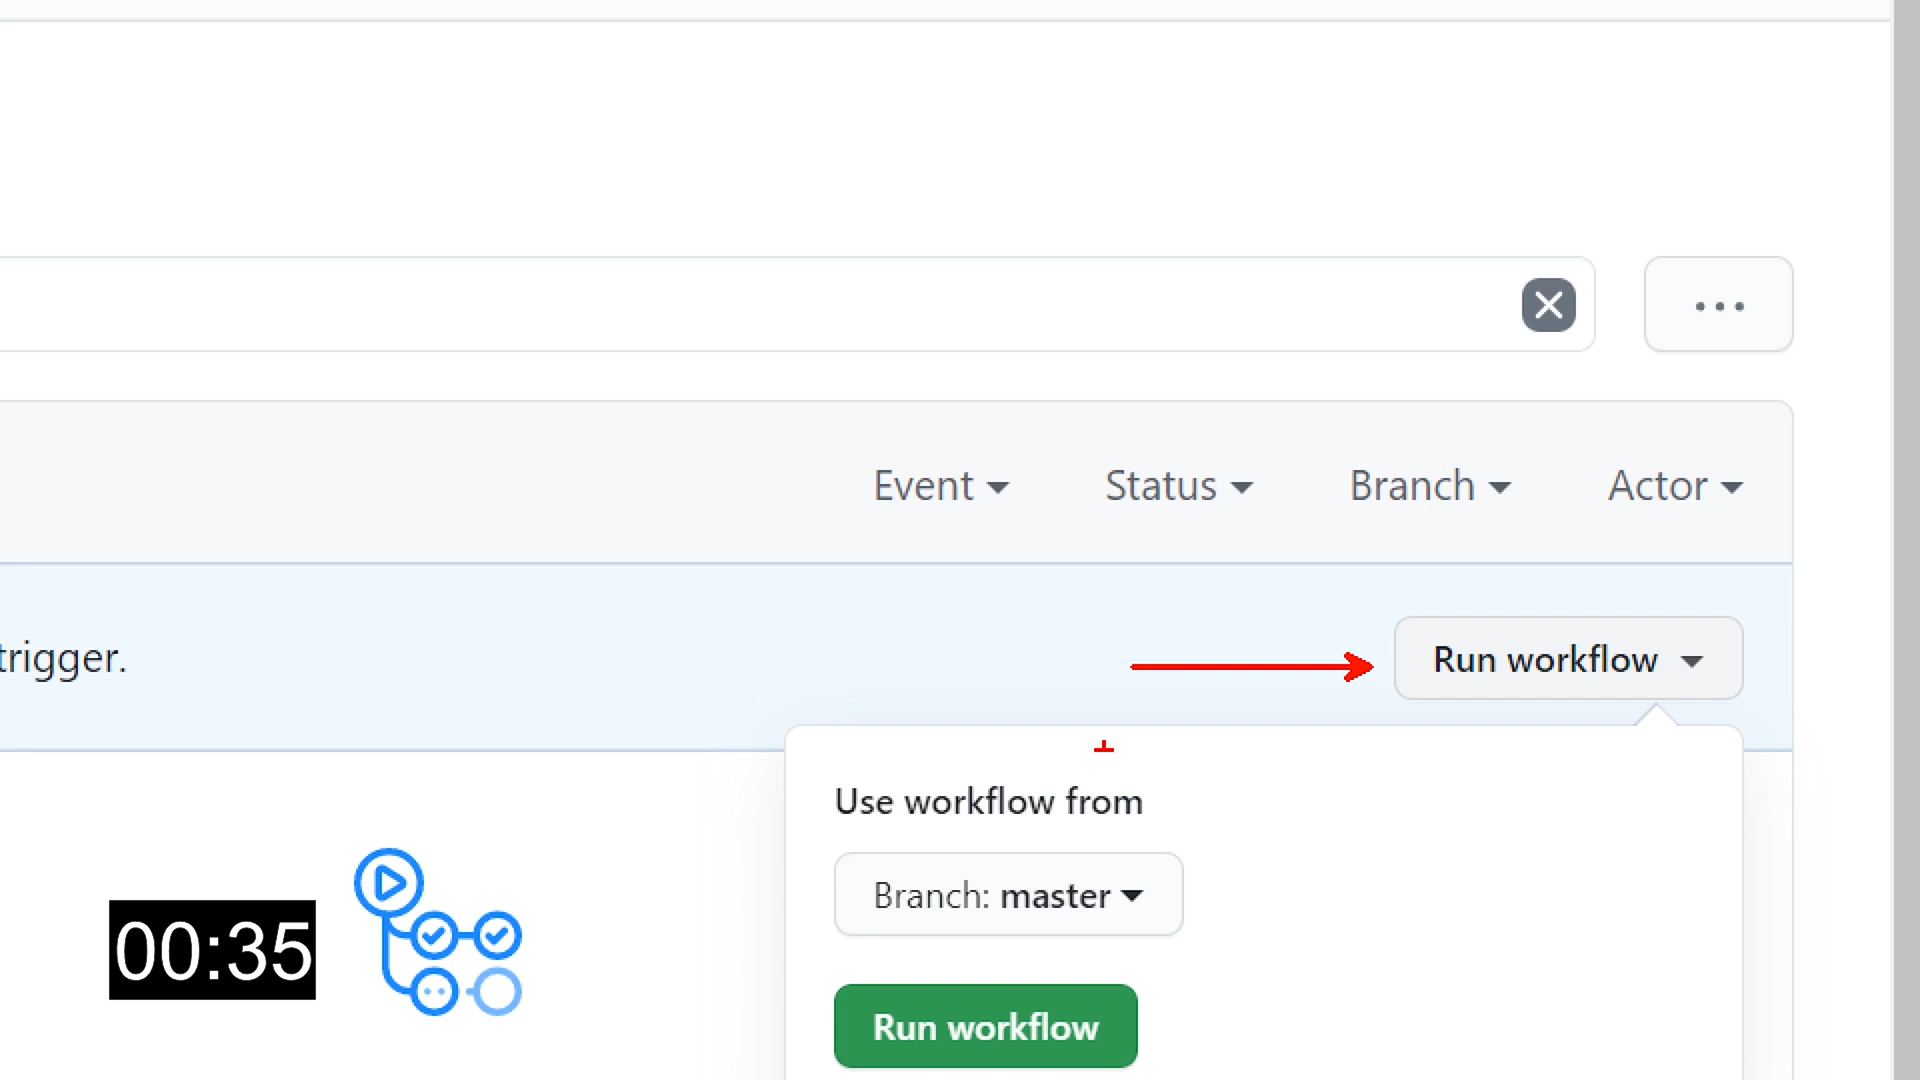 Event Status Branch Actor
trigger.
Run workflow
Use workflow from
Branch: master
00:35
Run workflow